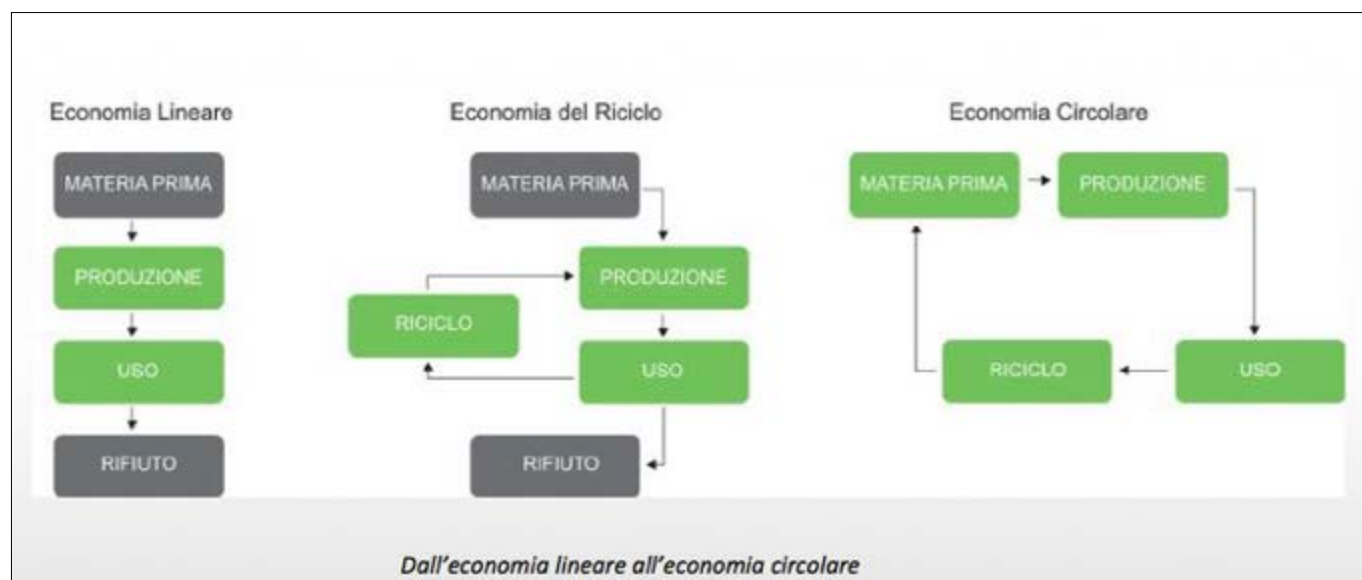 Economia Lineare
MATERIA PRIMA
PRODUZIONE
USO
RIFIUTO
Economia del Riciclo
MATERIA PRIMA
PRODUZIONE
RICICLO
USO
RIFIUTO
Economia Circolare
MATERIA PRIMA
PRODUZIONE
RICICLO
USO
Dall'economia lineare all'economia circolare